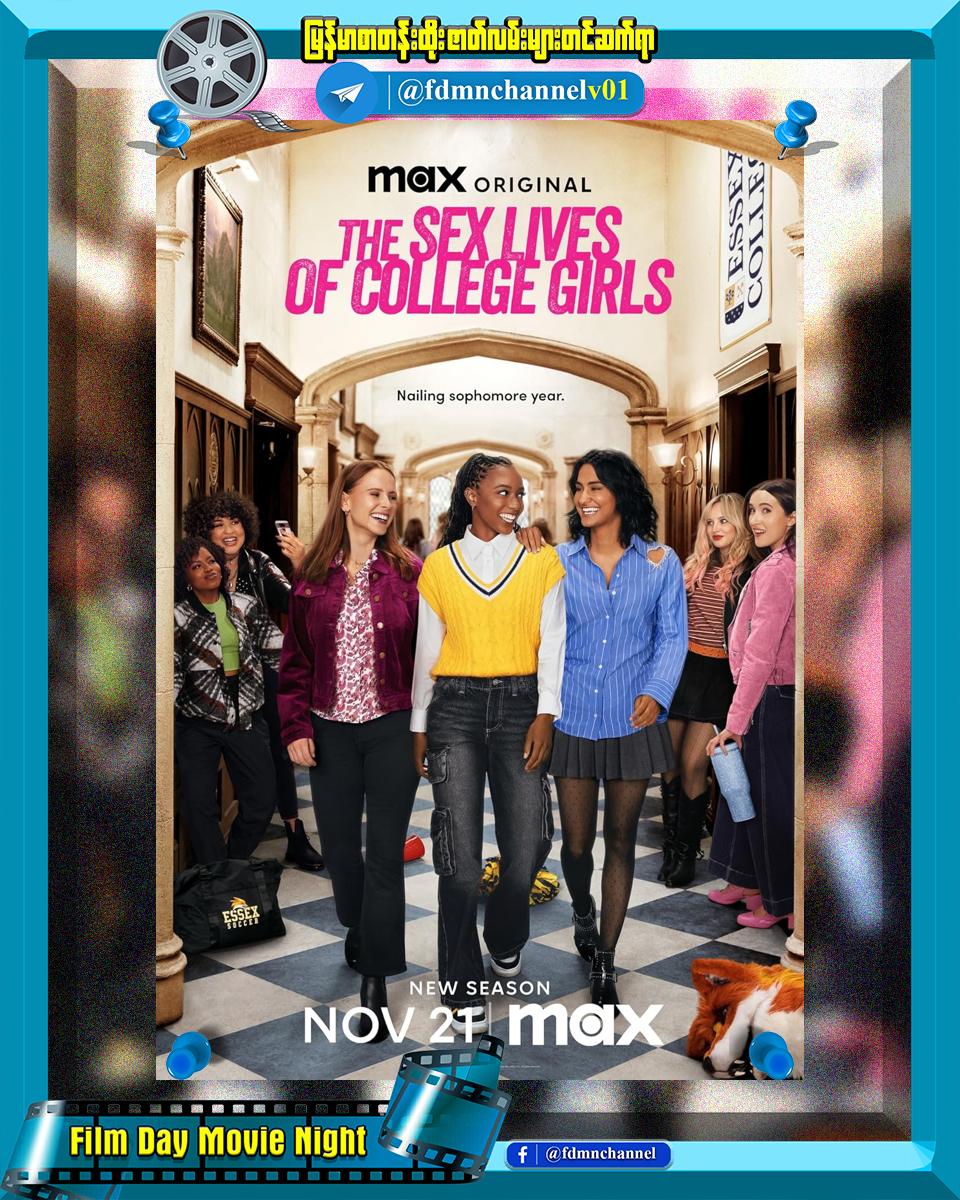 မြန်မာစာတန်းထိုးဇာတ်လမ်းများတင်ဆက်ရာ
@fdmnchannelv01
max ORIGINAL
THE SEX LIVES
OF COLLEGE GIRLS
ESSEX
COLLEGE
Nailing sophomore year.
ESSEX
SOCCER
NEW SEASON
NOV 21 | max
Film Day Movie Night
f | @fdmnchannel